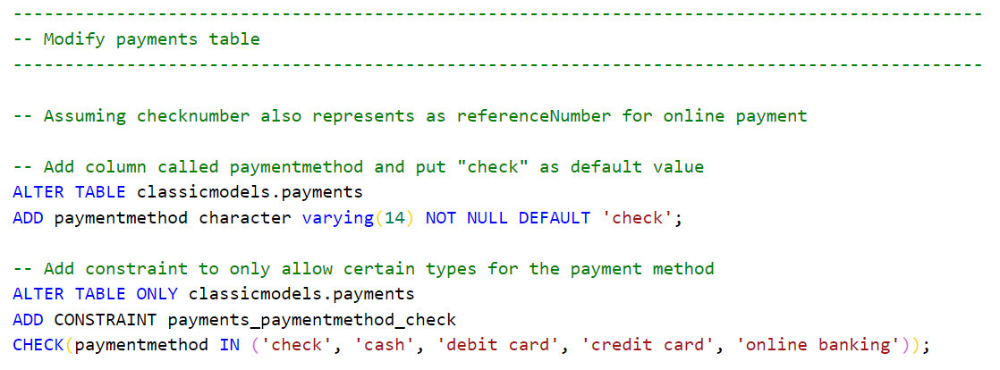 ----------------------------------------------------------------------------------------------
-- Modify payments table
----------------------------------------------------------------------------------------------
-- Assuming checknumber also represents as referenceNumber for online payment
-- Add column called paymentmethod and put "check" as default value
ALTER TABLE classicmodels.payments
ADD paymentmethod character varying(14) NOT NULL DEFAULT 'check';
-- Add constraint to only allow certain types for the payment method
ALTER TABLE ONLY classicmodels.payments
ADD CONSTRAINT payments_paymentmethod_check
CHECK(paymentmethod IN ('check', 'cash', 'debit card', 'credit card', 'online banking'));